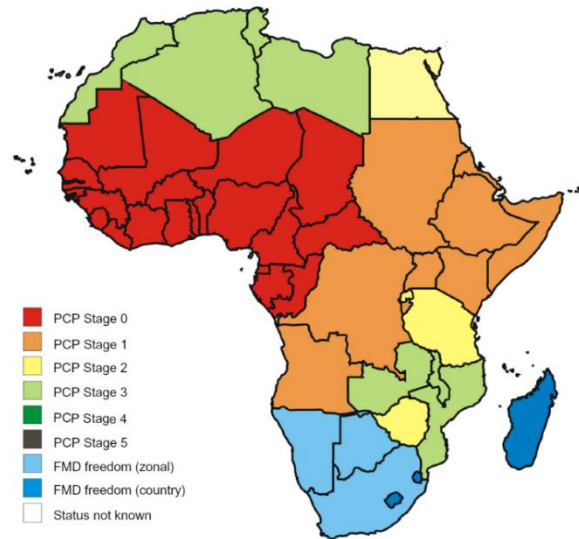 PCP Stage 0
PCP Stage 1
PCP Stage 2
PCP Stage 3
PCP Stage 4
PCP Stage 5
FMD freedom (zonal)
FMD freedom (country)
Status not known